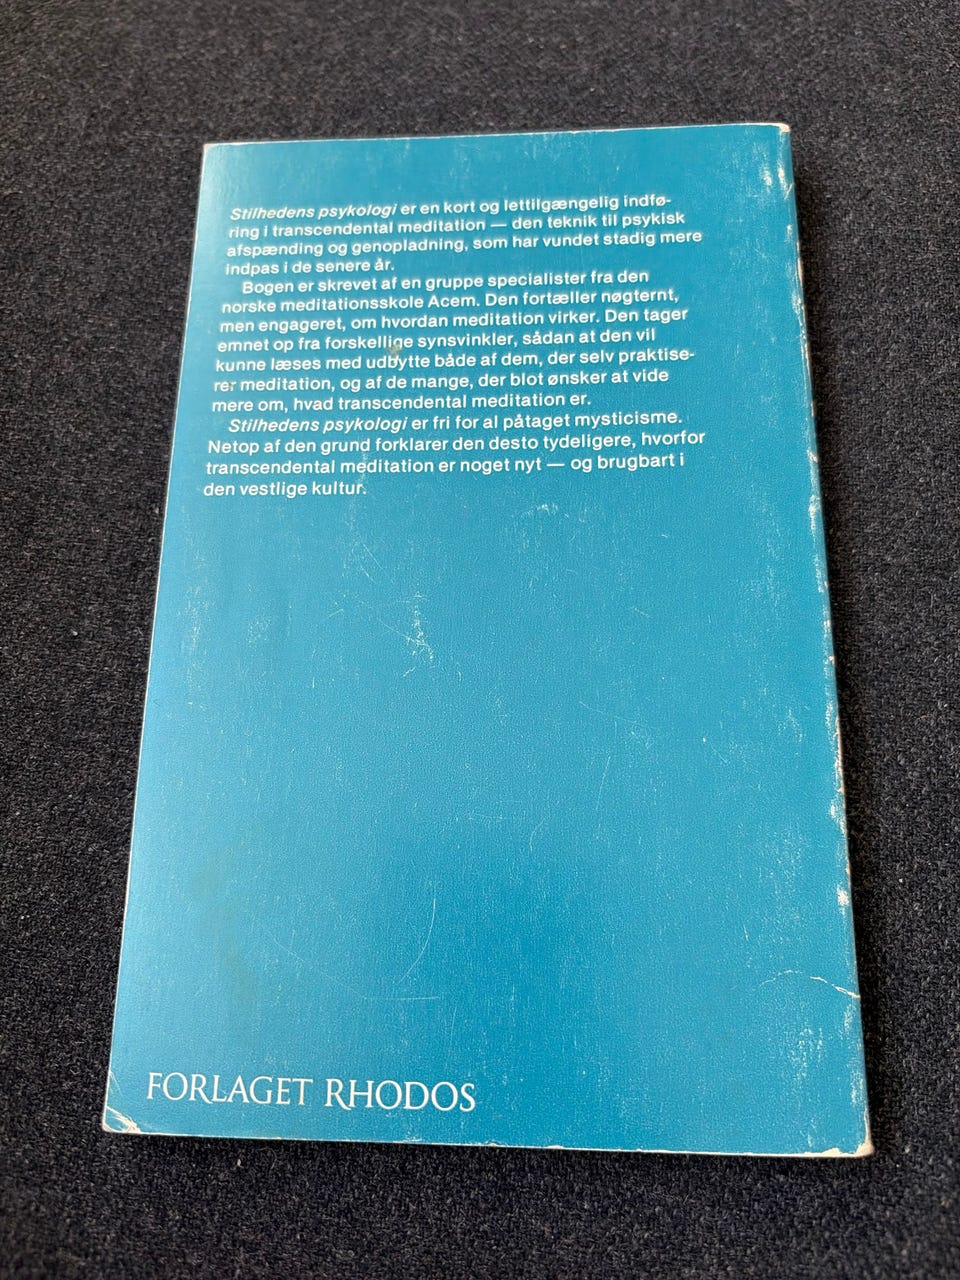 Stilhedens psykologi er en kort og lettilgængelig indfø-
ring i transcendental meditation — den teknik til psykisk
afspænding og genopladning, som har vundet stadig mere
indpas i de senere år.
Bogen er skrevet af en gruppe specialister fra den
norske meditationsskole Acem. Den fortæller nøgternt,
men engageret, om hvordan meditation virker. Den tager
emnet op fra forskellige synsvinkler, sådan at den vil
kunne læses med udbytte både af dem, der selv praktise-
rer meditation, og af de mange, der blot ønsker at vide
mere om, hvad transcendental meditation er.
Stilhedens psykologi er fri for al påtaget mysticisme.
Netop af den grund forklarer den desto tydeligere, hvorfor
transcendental meditation er noget nyt — og brugbart i
den vestlige kultur.
FORLAGET RHODOS